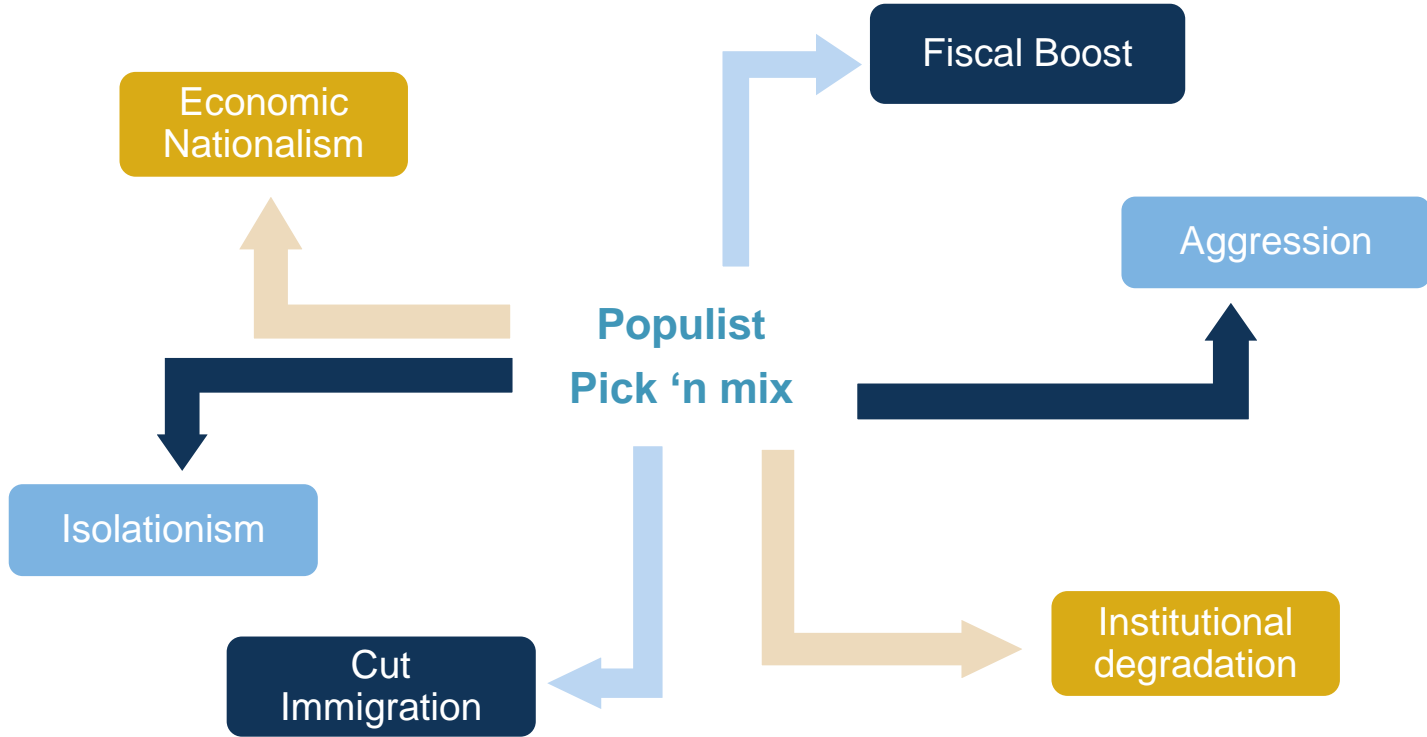 Fiscal Boost
Economic
Nationalism
Aggression
Populist
Pick ‘n mix
Isolationism
Institutional
degradation
Cut
Immigration